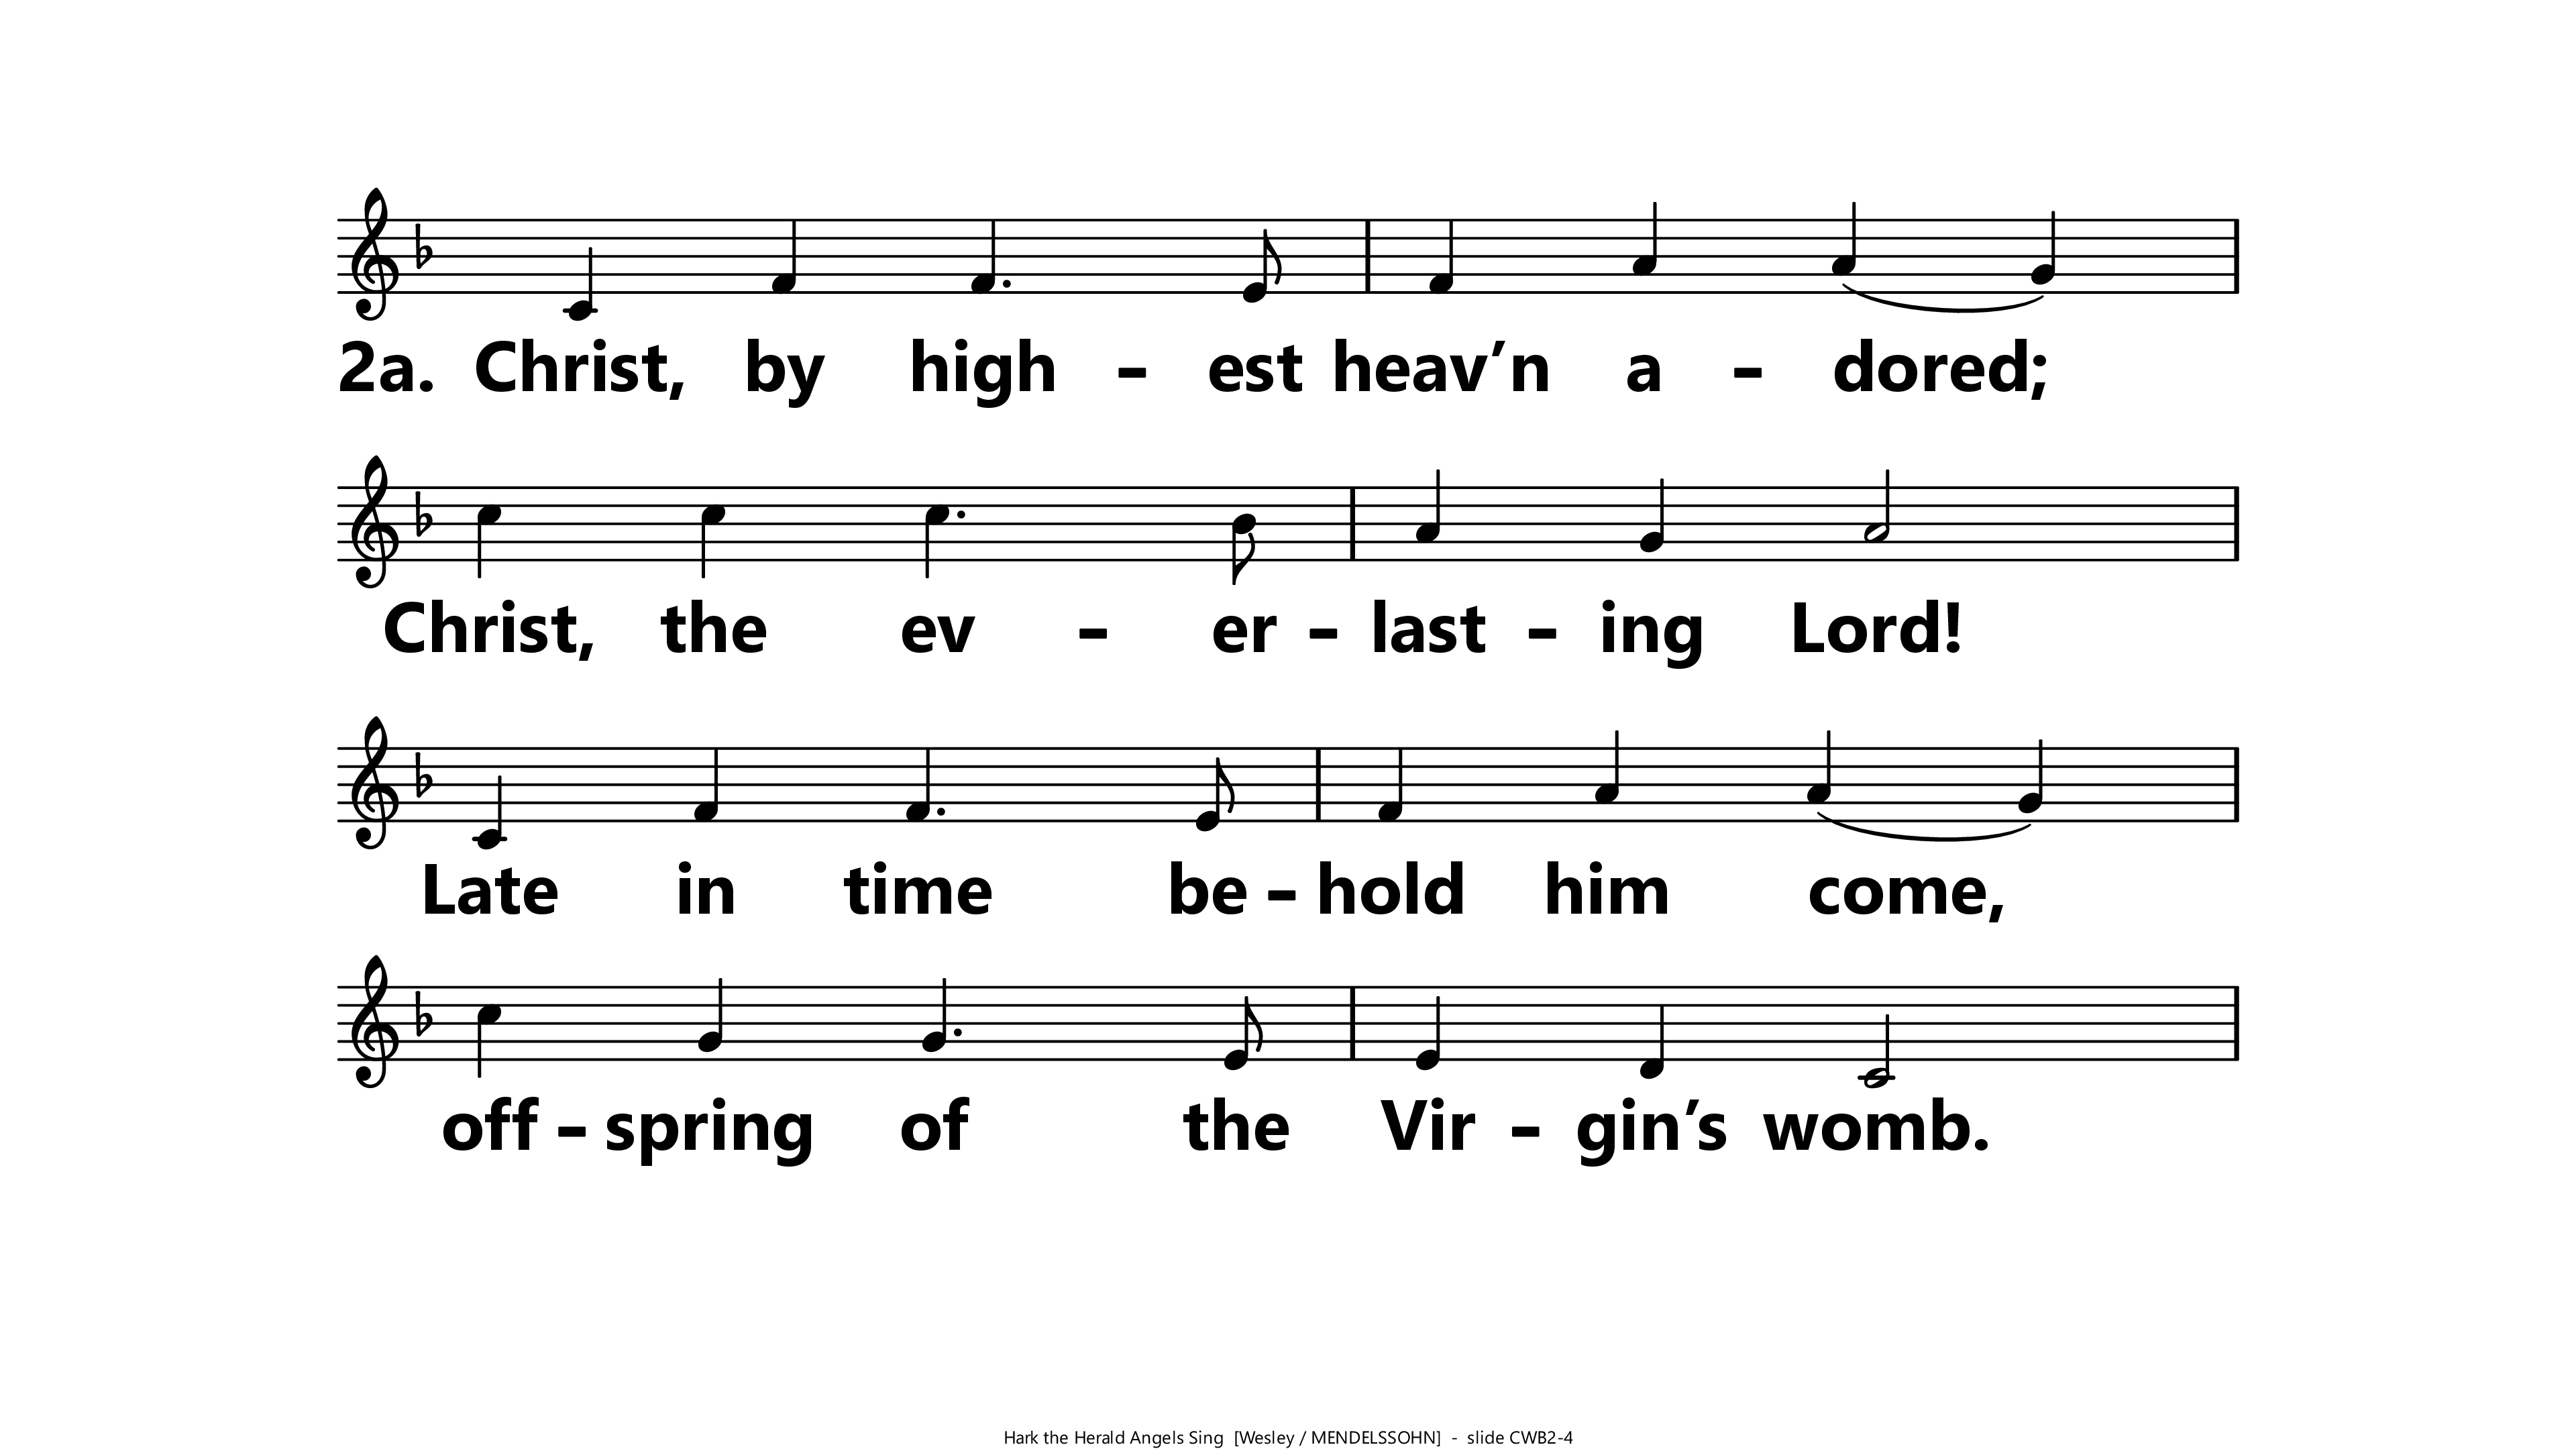 2a. Christ, by high - est heav’n a - dored;
Christ, the ev - er - last - ing Lord!
Late in time be - hold him come,
off - spring of the Vir - gin’s womb.
Hark the Herald Angels Sing [Wesley / MENDELSSOHN] - slide CWB2-4